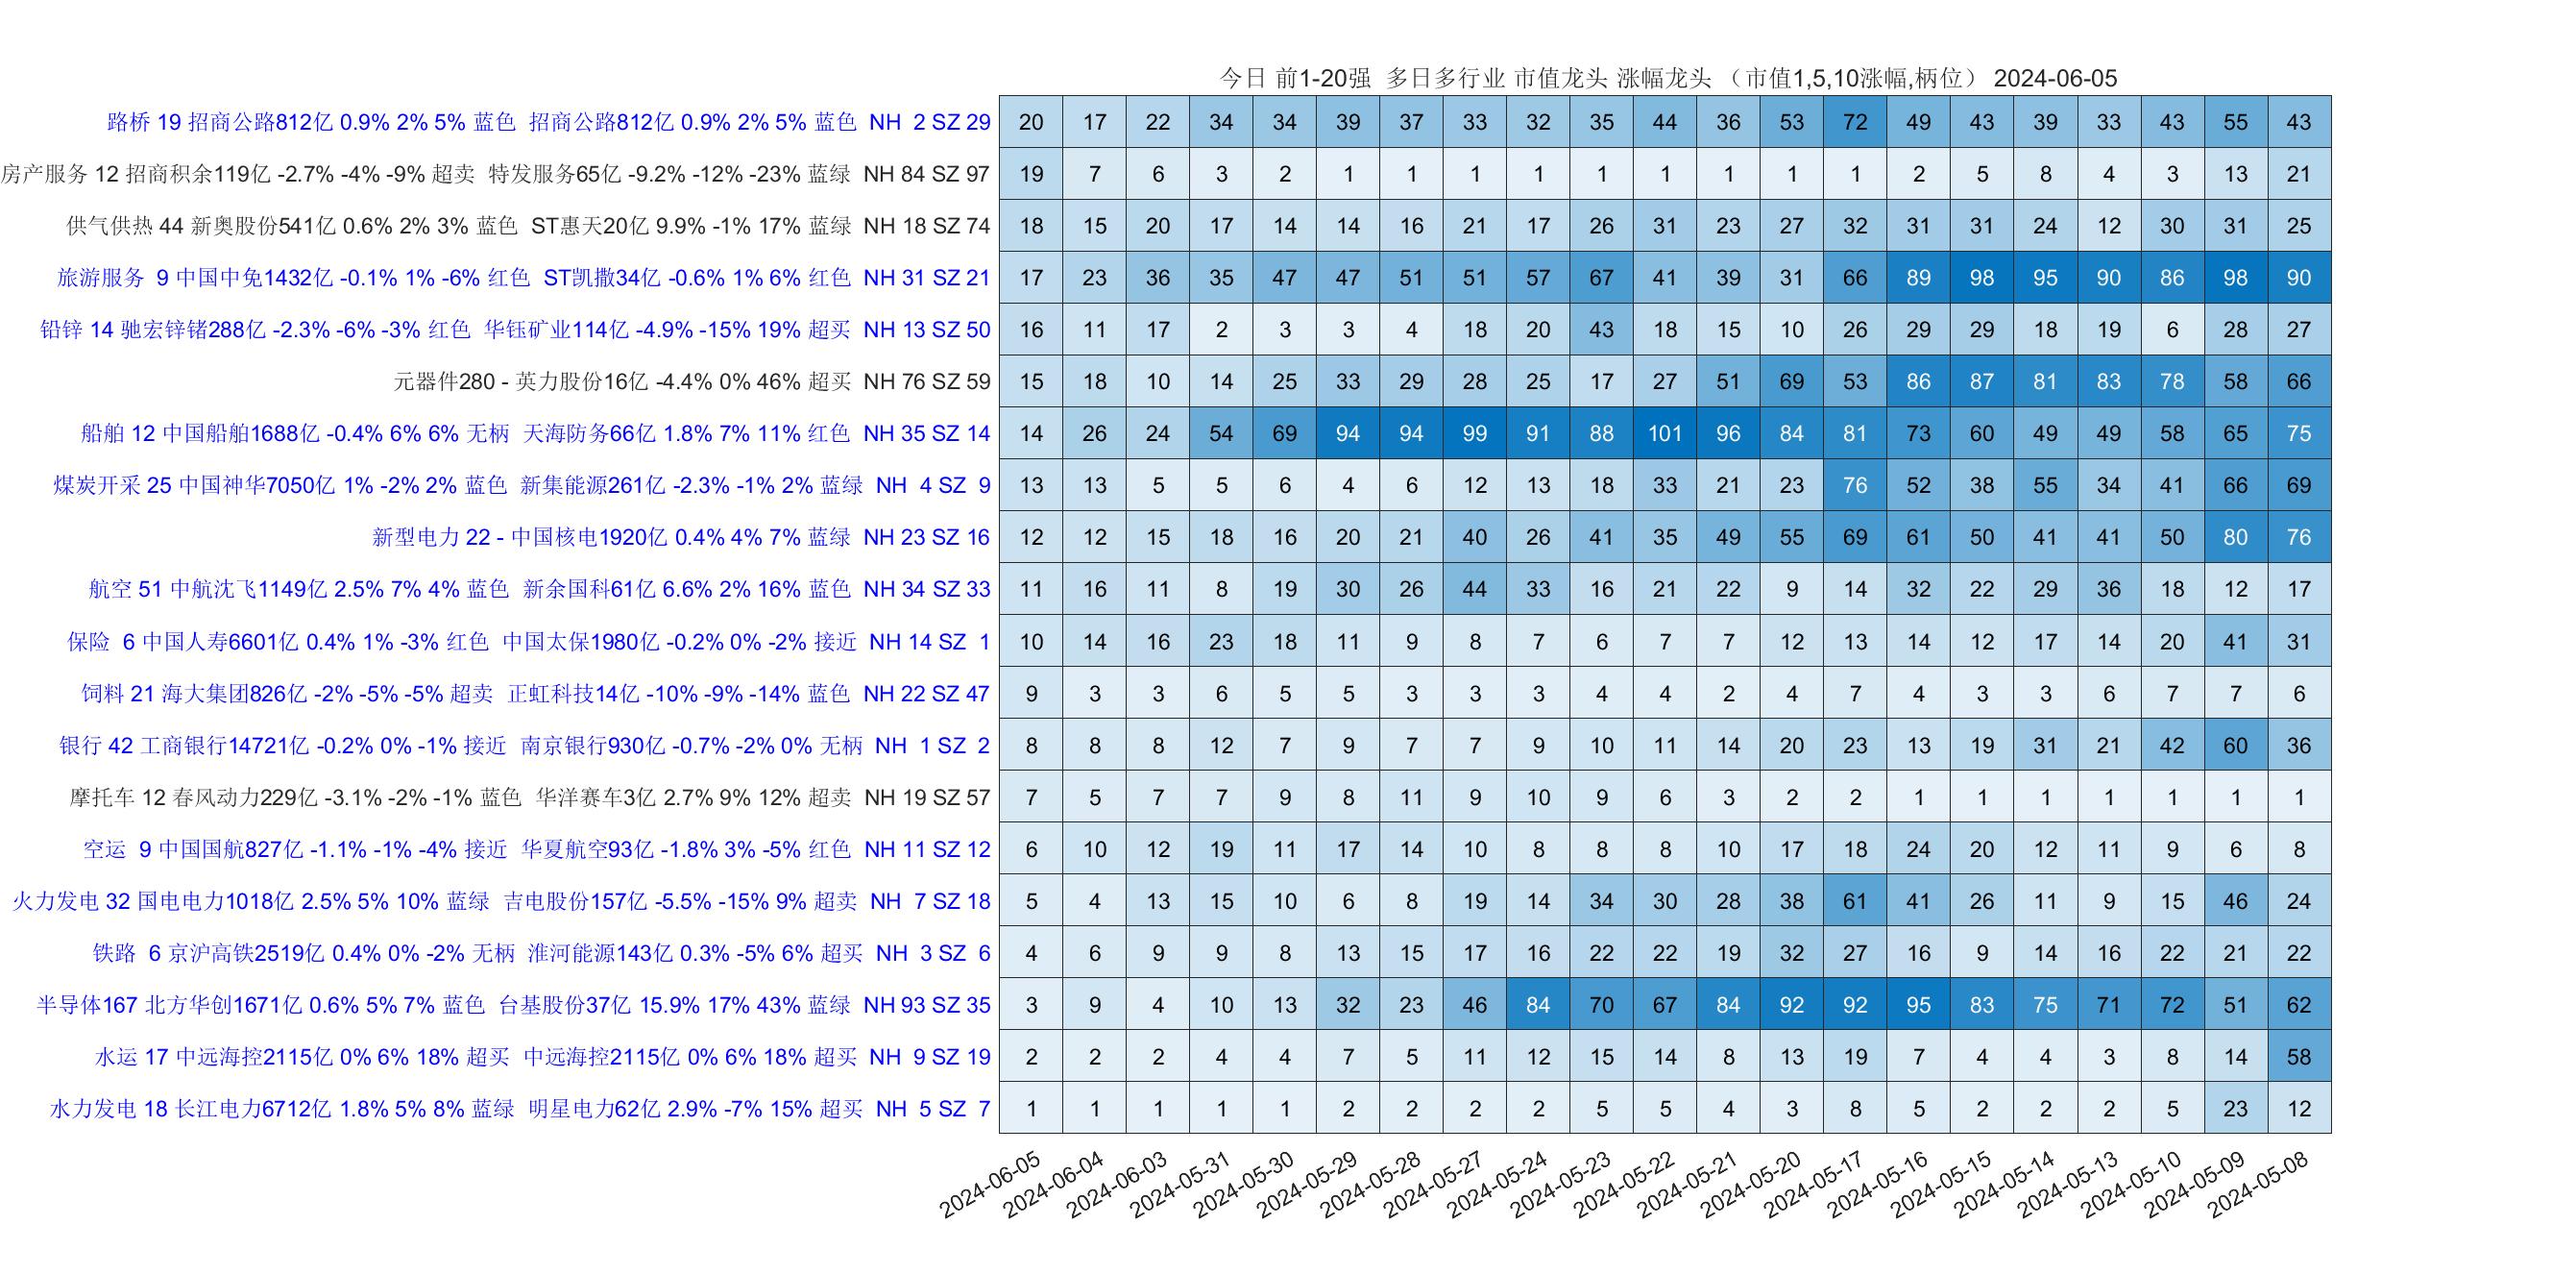 今日 前1-20强 多日多行业 市值龙头 涨幅龙头 （市值1,5,10涨幅,柄位） 2024-06-05
路桥 19 招商公路812亿 0.9% 2% 5% 蓝色 招商公路812亿 0.9% 2% 5% 蓝色 NH 2 SZ 29 20 17 22 34 34 39 37 33 32 35 44 36 53 72 49 43 39 33 43 55 43
房产服务 12 招商积余119亿 -2.7% -4% -9% 超卖 特发服务65亿 -9.2% -12% -23% 蓝绿 NH 84 SZ 97 19 7 6 3 2 1 1 1 1 1 1 1 1 1 2 5 8 4 3 13 21
供气供热 44 新奥股份541亿 0.6% 2% 3% 蓝色 ST惠天20亿 9.9% -1% 17% 蓝绿 NH 18 SZ 74 18 15 20 17 14 14 16 21 17 26 31 23 27 32 31 31 24 12 30 31 25
旅游服务 9 中国中免1432亿 -0.1% 1% -6% 红色 ST凯撒34亿 -0.6% 1% 6% 红色 NH 31 SZ 21 17 23 36 35 47 47 51 51 57 67 41 39 31 66 89 98 95 90 86 98 90
铅锌 14 驰宏锌锗288亿 -2.3% -6% -3% 红色 华钰矿业114亿 -4.9% -15% 19% 超买 NH 13 SZ 50 16 11 17 2 3 3 4 18 20 43 18 15 10 26 29 29 18 19 6 28 27
元器件280 - 英力股份16亿 -4.4% 0% 46% 超买 NH 76 SZ 59 15 18 10 14 25 33 29 28 25 17 27 51 69 53 86 87 81 83 78 58 66
船舶 12 中国船舶1688亿 -0.4% 6% 6% 无柄 天海防务66亿 1.8% 7% 11% 红色 NH 35 SZ 14 14 26 24 54 69 94 94 99 91 88 101 96 84 81 73 60 49 49 58 65 75
煤炭开采 25 中国神华7050亿 1% -2% 2% 蓝色 新集能源261亿 -2.3% -1% 2% 蓝绿 NH 4 SZ 9 13 13 5 5 6 4 6 12 13 18 33 21 23 76 52 38 55 34 41 66 69
新型电力 22 - 中国核电1920亿 0.4% 4% 7% 蓝绿 NH 23 SZ 16 12 12 15 18 16 20 21 40 26 41 35 49 55 69 61 50 41 41 50 80 76
航空 51 中航沈飞1149亿 2.5% 7% 4% 蓝色 新余国科61亿 6.6% 2% 16% 蓝色 NH 34 SZ 33 11 16 11 8 19 30 26 44 33 16 21 22 9 14 32 22 29 36 18 12 17
保险 6 中国人寿6601亿 0.4% 1% -3% 红色 中国太保1980亿 -0.2% 0% -2% 接近 NH 14 SZ 1 10 14 16 23 18 11 9 8 7 6 7 7 12 13 14 12 17 14 20 41 31
饲料 21 海大集团826亿 -2% -5% -5% 超卖 正虹科技14亿 -10% -9% -14% 蓝色 NH 22 SZ 47 9 3 3 6 5 5 3 3 3 4 4 2 4 7 4 3 3 6 7 7 6
银行 42 工商银行14721亿 -0.2% 0% -1% 接近 南京银行930亿 -0.7% -2% 0% 无柄 NH 1 SZ 2 8 8 8 12 7 9 7 7 9 10 11 14 20 23 13 19 31 21 42 60 36
摩托车 12 春风动力229亿 -3.1% -2% -1% 蓝色 华洋赛车3亿 2.7% 9% 12% 超卖 NH 19 SZ 57 7 5 7 7 9 8 11 9 10 9 6 3 2 2 1 1 1 1 1 1 1
空运 9 中国国航827亿 -1.1% -1% -4% 接近 华夏航空93亿 -1.8% 3% -5% 红色 NH 11 SZ 12 6 10 12 19 11 17 14 10 8 8 8 10 17 18 24 20 12 11 9 6 8
火力发电 32 国电电力1018亿 2.5% 5% 10% 蓝绿 吉电股份157亿 -5.5% -15% 9% 超卖 NH 7 SZ 18 5 4 13 15 10 6 8 19 14 34 30 28 38 61 41 26 11 9 15 46 24
铁路 6 京沪高铁2519亿 0.4% 0% -2% 无柄 淮河能源143亿 0.3% -5% 6% 超买 NH 3 SZ 6 4 6 9 9 8 13 15 17 16 22 22 19 32 27 16 9 14 16 22 21 22
半导体167 北方华创1671亿 0.6% 5% 7% 蓝色 台基股份37亿 15.9% 17% 43% 蓝绿 NH 93 SZ 35 3 9 4 10 13 32 23 46 84 70 67 84 92 92 95 83 75 71 72 51 62
水运 17 中远海控2115亿 0% 6% 18% 超买 中远海控2115亿 0% 6% 18% 超买 NH 9 SZ 19 2 2 2 4 4 7 5 11 12 15 14 8 13 19 7 4 4 3 8 14 58
水力发电 18 长江电力6712亿 1.8% 5% 8% 蓝绿 明星电力62亿 2.9% -7% 15% 超买 NH 5 SZ 7 1 1 1 1 1 2 2 2 2 5 5 4 3 8 5 2 2 2 5 23 12
2024-06-05 2024-06-04 2024-06-03 2024-05-31 2024-05-30 2024-05-29 2024-05-28 2024-05-27 2024-05-24 2024-05-23 2024-05-22 2024-05-21 2024-05-20 2024-05-17 2024-05-16 2024-05-15 2024-05-14 2024-05-13 2024-05-10 2024-05-09 2024-05-08